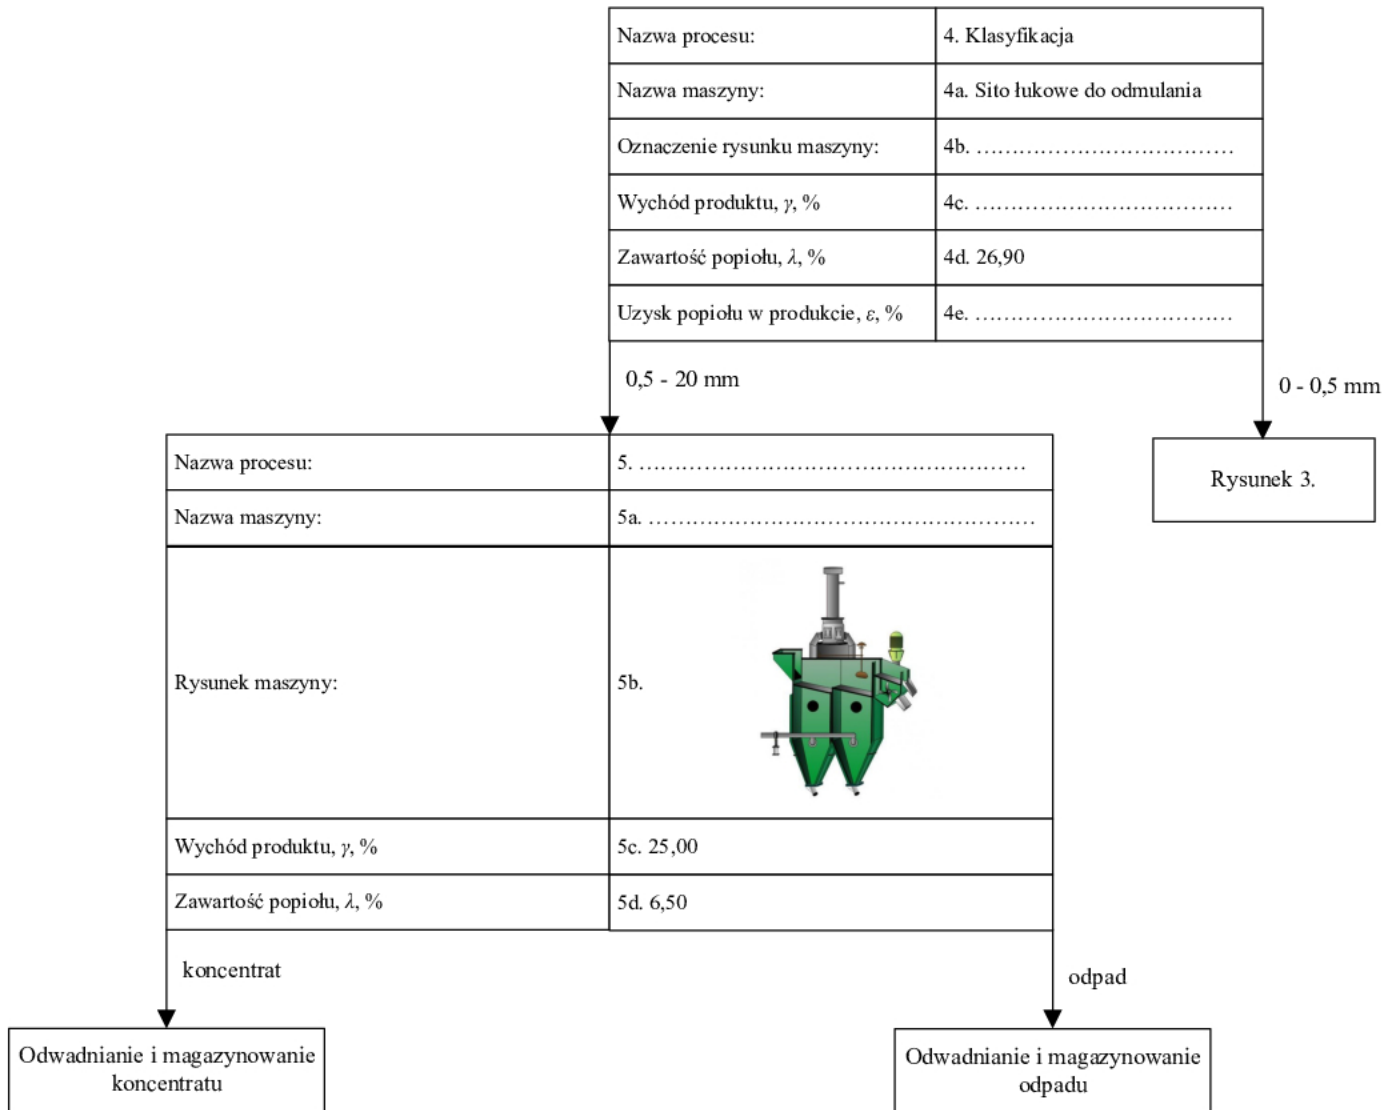 Nazwa procesu: 4. Klasyfikacja
Nazwa maszyny: 4a. Sito łukowe do odmulania
Oznaczenie rysunku maszyny: 4b. ………………………………
Wychód produktu, γ, % 4c. ………………………………
Zawartość popiołu, λ, % 4d. 26,90
Uzysk popiołu w produkcie, ε, % 4e. ………………………………
0,5 - 20 mm
0 - 0,5 mm
Rysunek 3.
Nazwa procesu: 5. ………………………………………………
Nazwa maszyny: 5a. ………………………………………………
Rysunek maszyny: 5b.
Wychód produktu, γ, % 5c. 25,00
Zawartość popiołu, λ, % 5d. 6,50
koncentrat
odpad
Odwadnianie i magazynowanie
koncentratu
Odwadnianie i magazynowanie
odpadu